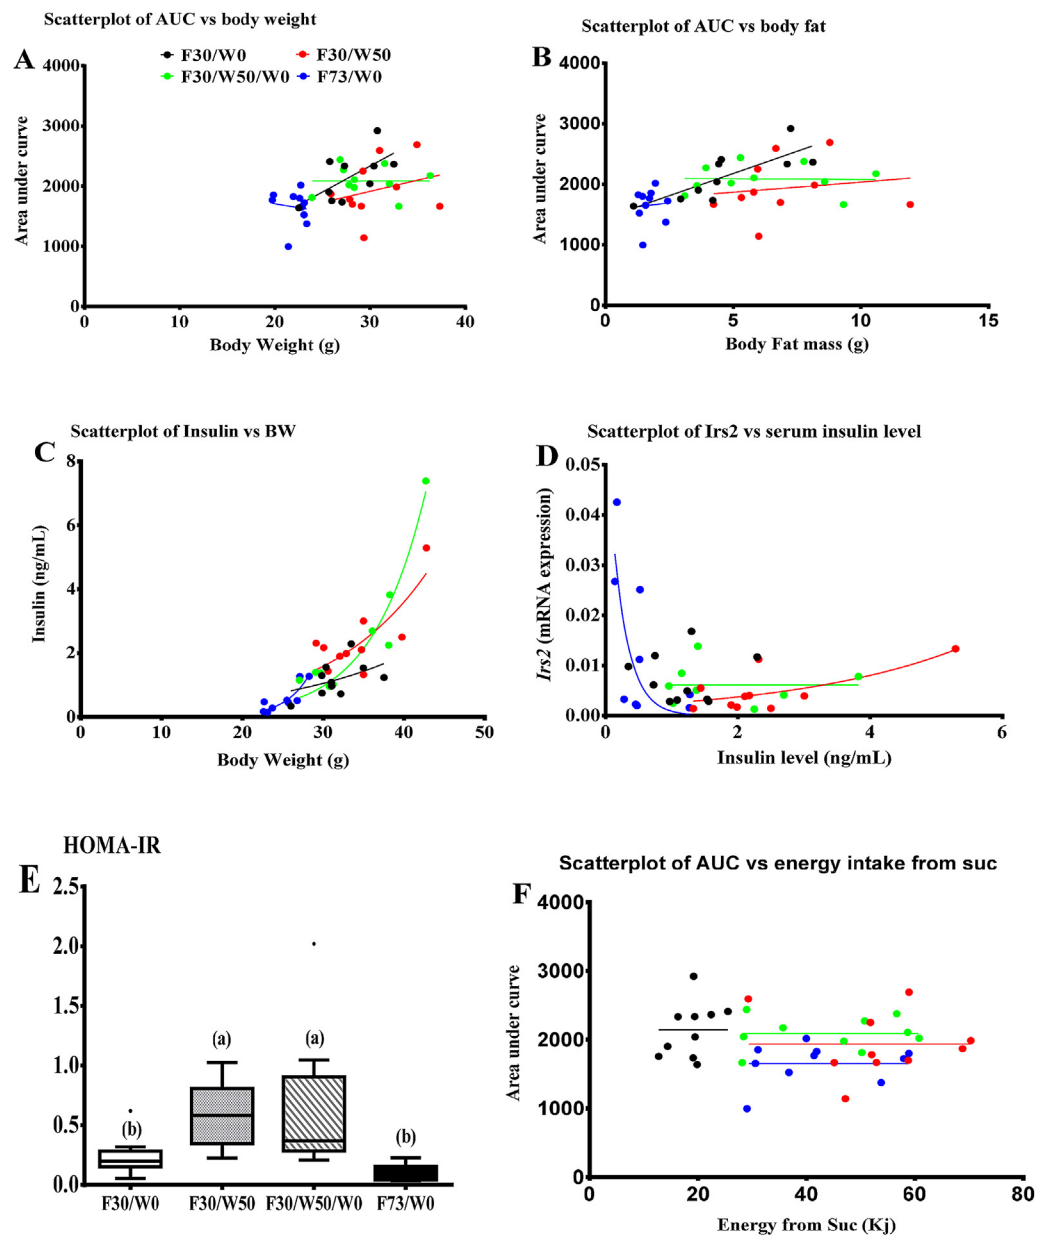 Scatterplot of AUC vs body weight
A
F30/W0
F30/W50
F30/W50/W0
F73/W0
4000
3000
2000
1000
0
Area under curve
0 10 20 30 40
Body Weight (g)
Scatterplot of AUC vs body fat
B
4000
3000
2000
1000
0
Area under curve
0 5 10 15
Body Fat mass (g)
Scatterplot of Insulin vs BW
C
8
6
4
2
0
Insulin (ng/mL)
0 10 20 30 40 50
Body Weight (g)
Scatterplot of Irs2 vs serum insulin level
D
0.05
0.04
0.03
0.02
0.01
0.00
Irs2 (mRNA expression)
0 2 4 6
Insulin level (ng/mL)
HOMA-IR
E
2.5
2.0
1.5
1.0
0.5
0.0
(b)
(a)
(a)
(b)
F30/W0 F30/W50 F30/W50/W0 F73/W0
Scatterplot of AUC vs energy intake from suc
F
4000
3000
2000
1000
0
Area under curve
0 20 40 60 80
Energy from Suc (Kj)